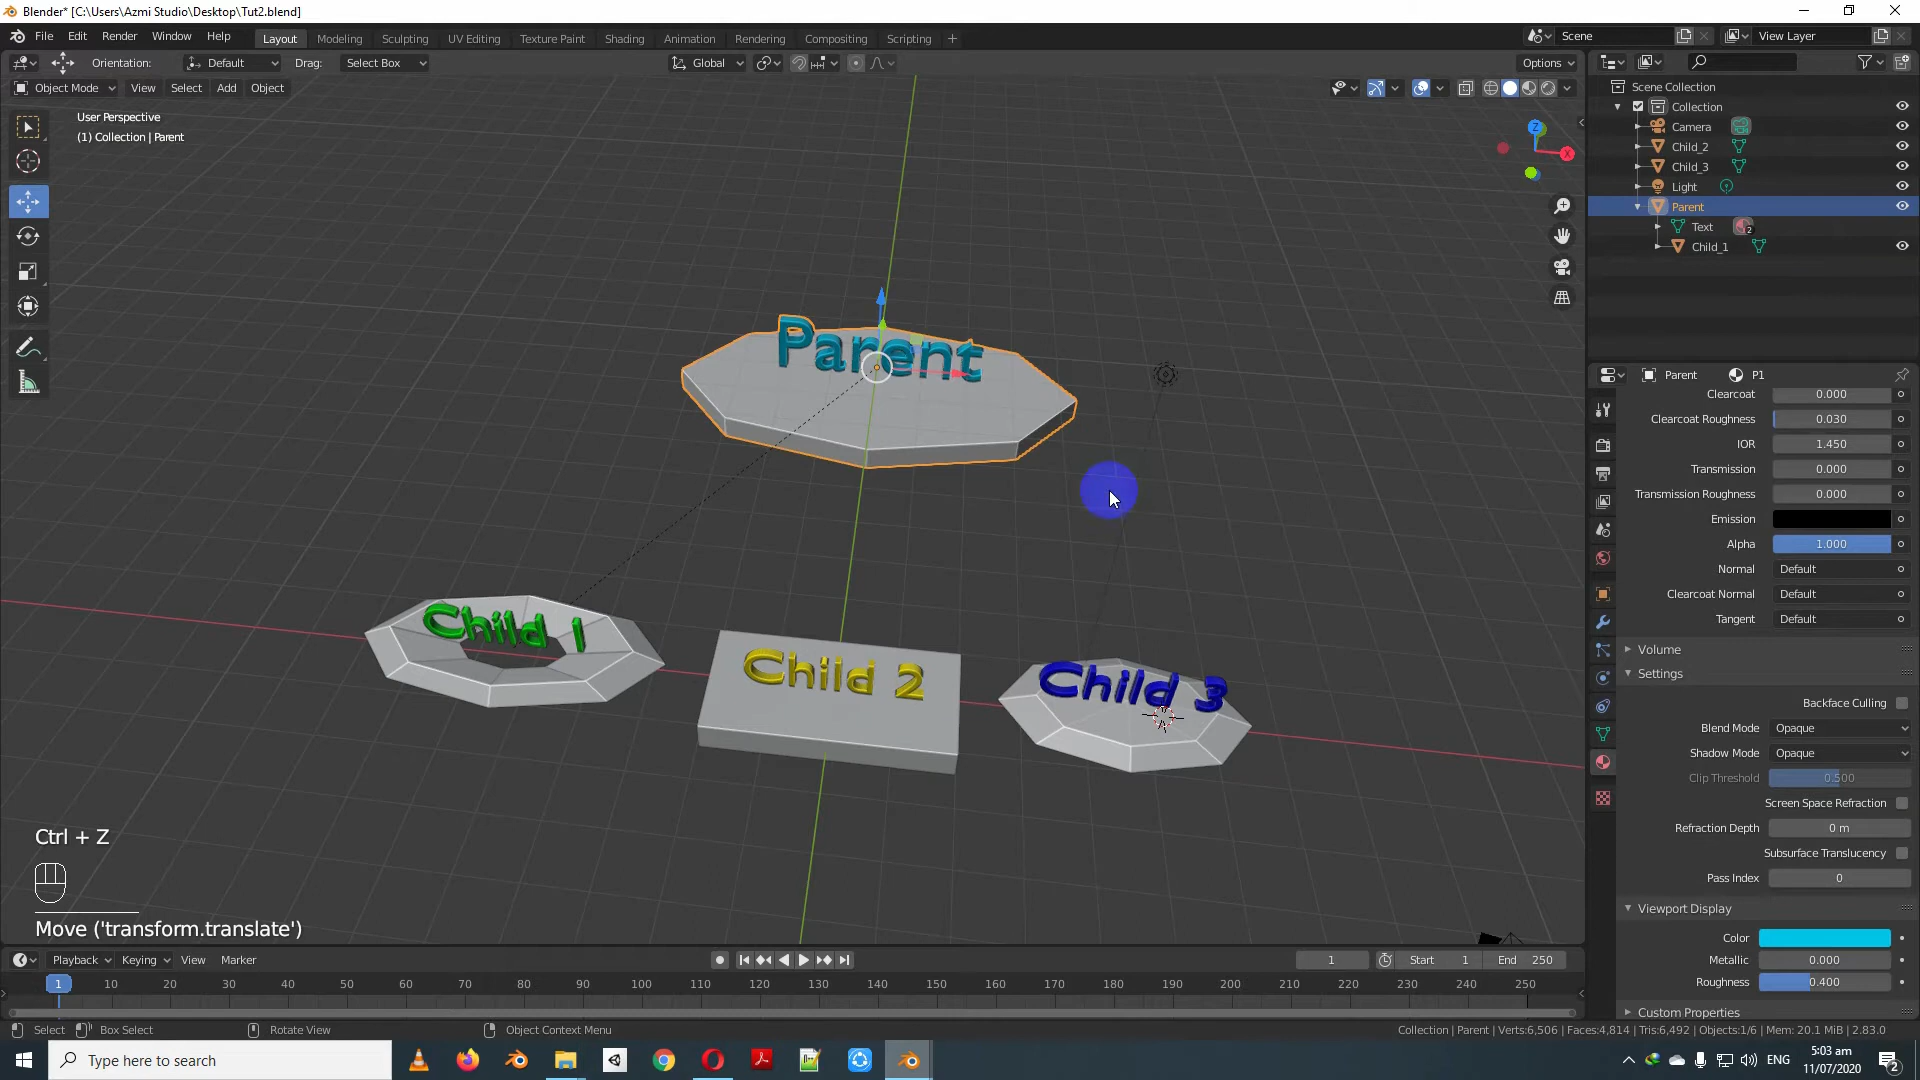 Blender* [C:\Users\Azmi Studio\Desktop\Tut2.blend]
File Edit Render Window Help
Layout Modeling Sculpting UV Editing Texture Paint Shading Animation Rendering Compositing Scripting +
Scene View Layer
Orientation: Default Drag: Select Box Global Options
Object Mode View Select Add Object
User Perspective
(1) Collection | Parent
Z
X
Scene Collection
Collection
Camera
Child_2
Child_3
Light
Parent
Text 2
Child_1
Parent
Child 1
Child 2
Child 3
Ctrl + Z
Move ('transform.translate')
Parent P1
Clearcoat 0.000
Clearcoat Roughness 0.030
IOR 1.450
Transmission 0.000
Transmission Roughness 0.000
Emission
Alpha 1.000
Normal Default
Clearcoat Normal Default
Tangent Default
Volume
Settings
Backface Culling
Blend Mode Opaque
Shadow Mode Opaque
Clip Threshold 0.500
Screen Space Refraction
Refraction Depth 0 m
Subsurface Translucency
Pass Index 0
Viewport Display
Color
Metallic 0.000
Roughness 0.400
Custom Properties
Playback Keying View Marker 1 Start 1 End 250
1 10 20 30 40 50 60 70 80 90 100 110 120 130 140 150 160 170 180 190 200 210 220 230 240 250
Select Box Select Rotate View Object Context Menu
Collection | Parent | Verts:6,506 | Faces:4,814 | Tris:6,492 | Objects:1/6 | Mem: 20.1 MiB | 2.83.0
Type here to search
ENG
5:03 am
11/07/2020
2